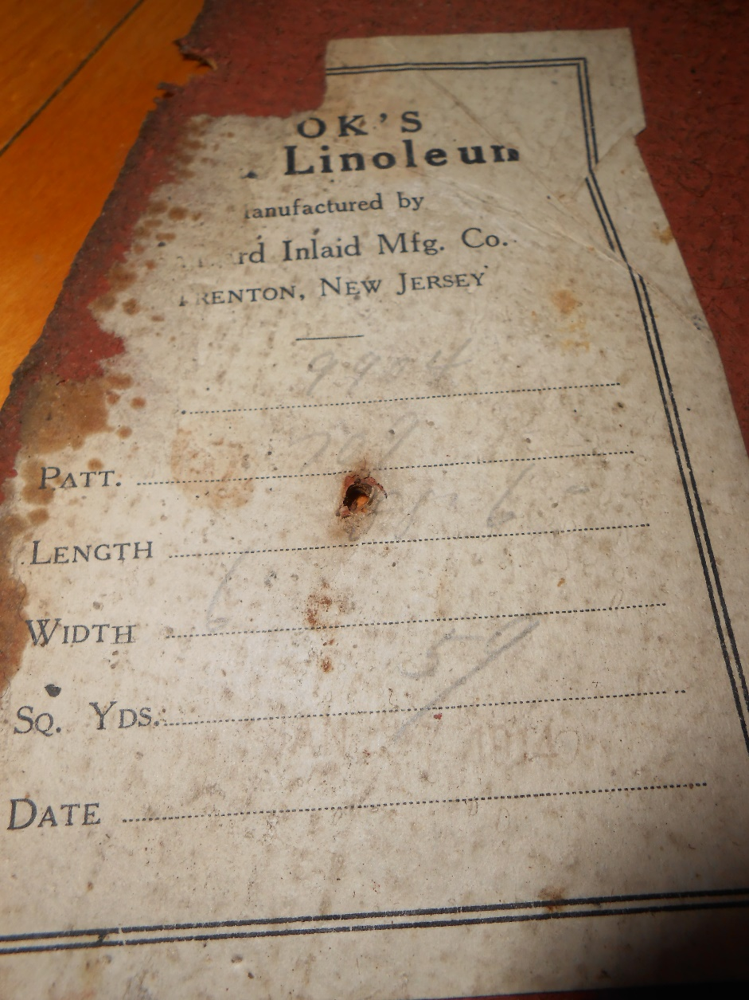 OK'S
Linoleum
anufactured by
rd Inlaid Mfg. Co.
RENTON, NEW JERSEY
PATT.
LENGTH
WIDTH
SQ. YDS.
DATE